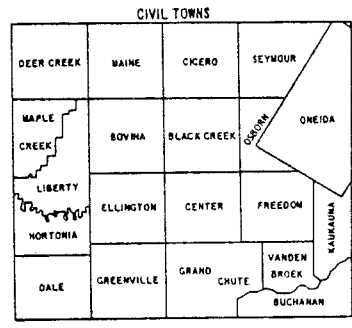 CIVIL TOWNS
DEER CREEK
MAINE
CICERO
SEYMOUR
MAPLE
CREEK
BOVINA
BLACK CREEK
OSBORN
ONEIDA
LIBERTY
HORTONIA
ELLINGTON
CENTER
FREEDOM
KAUKAUNA
DALE
GREENVILLE
GRAND
CHUTE
VANDEN
BROEK
BUCHANAN